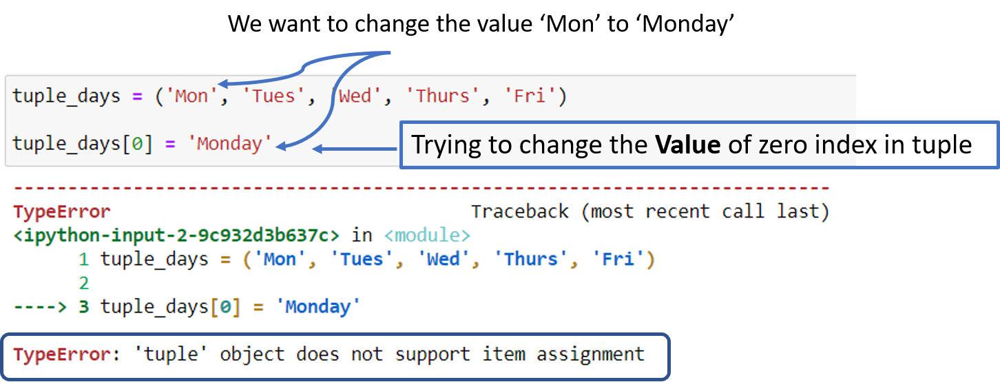 We want to change the value ‘Mon’ to ‘Monday’
tuple_days = ('Mon', 'Tues', 'Wed', 'Thurs', 'Fri')
tuple_days[0] = 'Monday'
Trying to change the Value of zero index in tuple
---------------------------------------------------------------------------
TypeError Traceback (most recent call last)
<ipython-input-2-9c932d3b637c> in <module>
1 tuple_days = ('Mon', 'Tues', 'Wed', 'Thurs', 'Fri')
2
----> 3 tuple_days[0] = 'Monday'
TypeError: 'tuple' object does not support item assignment